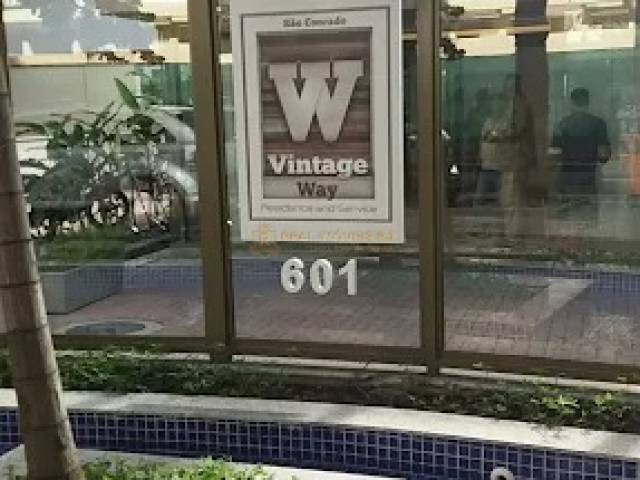 São Conrado
W
Vintage
Way
Residence and Service
601